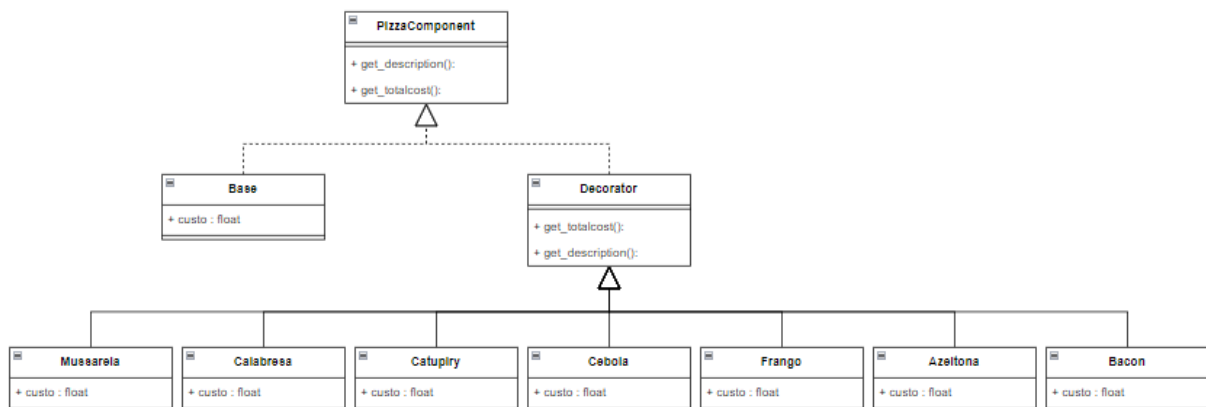 PizzaComponent
+ get_description():
+ get_totalcost():
Base
+ custo : float
Decorator
+ get_totalcost():
+ get_description():
Mussarela
+ custo : float
Calabresa
+ custo : float
Catupiry
+ custo : float
Cebola
+ custo : float
Frango
+ custo : float
Azeitona
+ custo : float
Bacon
+ custo : float